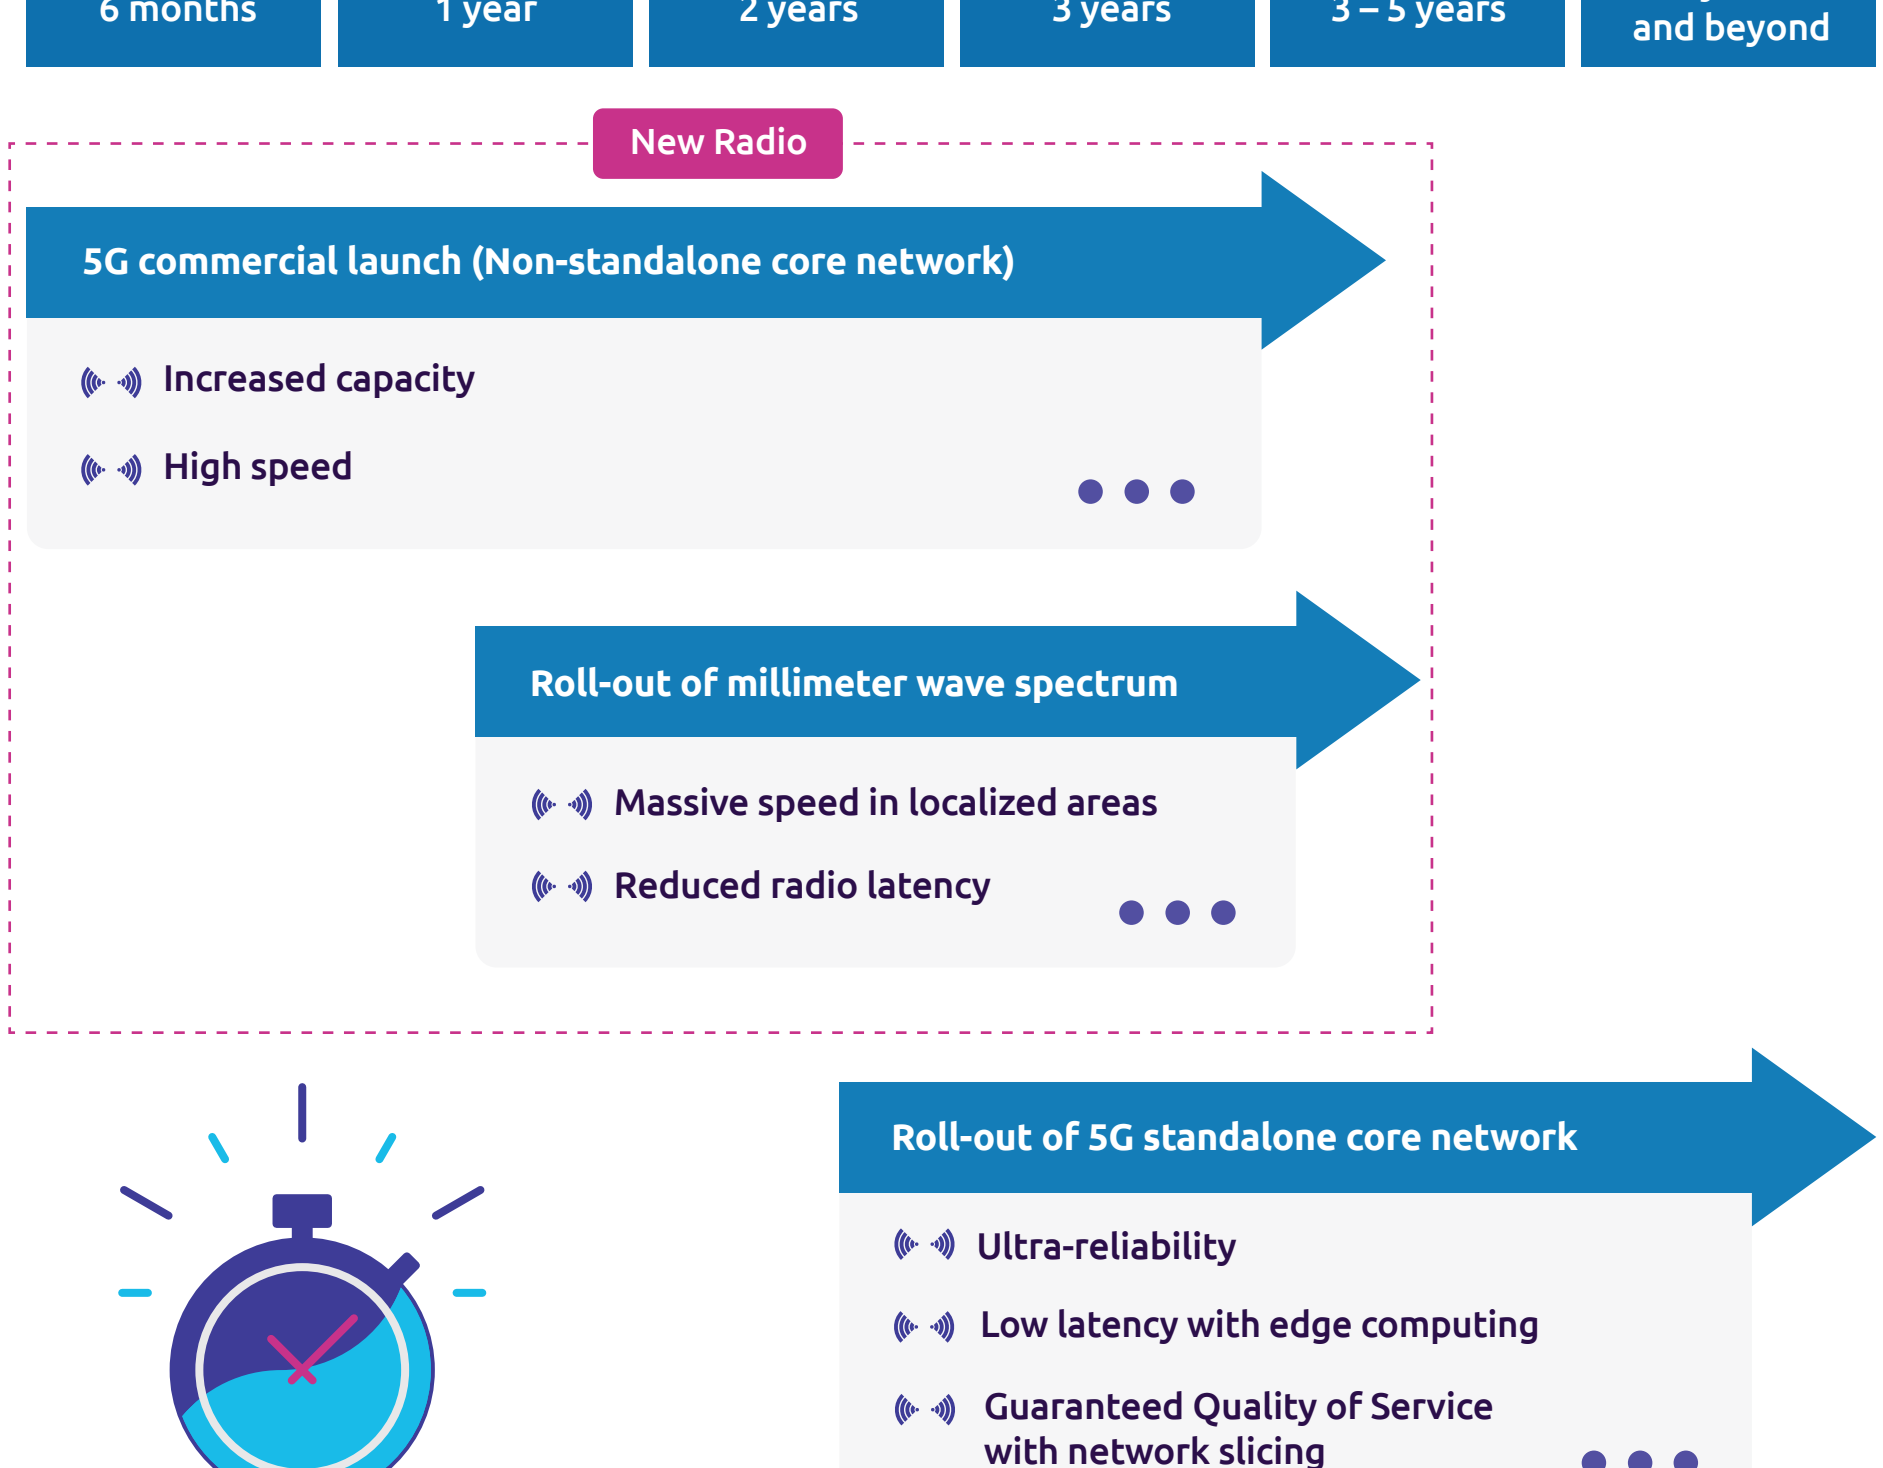 6 months
1 year
2 years
3 years
3 – 5 years
and beyond
New Radio
5G commercial launch (Non-standalone core network)
Increased capacity
High speed
Roll-out of millimeter wave spectrum
Massive speed in localized areas
Reduced radio latency
Roll-out of 5G standalone core network
Ultra-reliability
Low latency with edge computing
Guaranteed Quality of Service
with network slicing